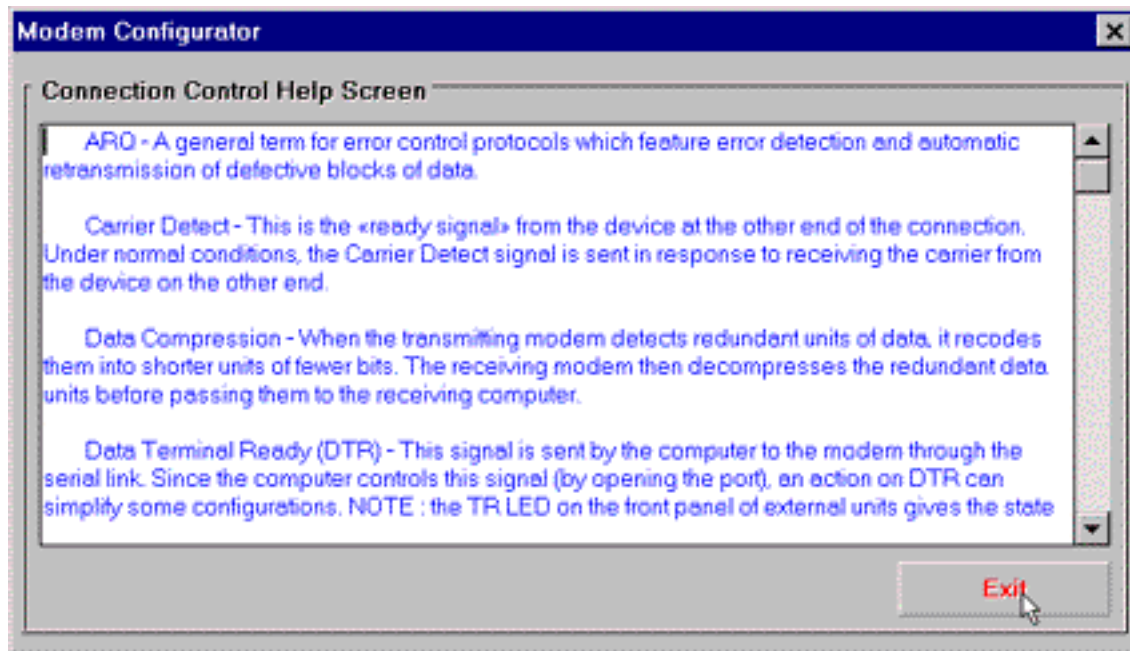 Modem Configurator
Connection Control Help Screen
ARQ - A general term for error control protocols which feature error detection and automatic
retransmission of defective blocks of data.
Carrier Detect - This is the «ready signal» from the device at the other end of the connection.
Under normal conditions, the Carrier Detect signal is sent in response to receiving the carrier from
the device on the other end.
Data Compression - When the transmitting modem detects redundant units of data, it recodes
them into shorter units of fewer bits. The receiving modem then decompresses the redundant data
units before passing them to the receiving computer.
Data Terminal Ready (DTR) - This signal is sent by the computer to the modem through the
serial link. Since the computer controls this signal (by opening the port), an action on DTR can
simplify some configurations. NOTE : the TR LED on the front panel of external units gives the state
Exit